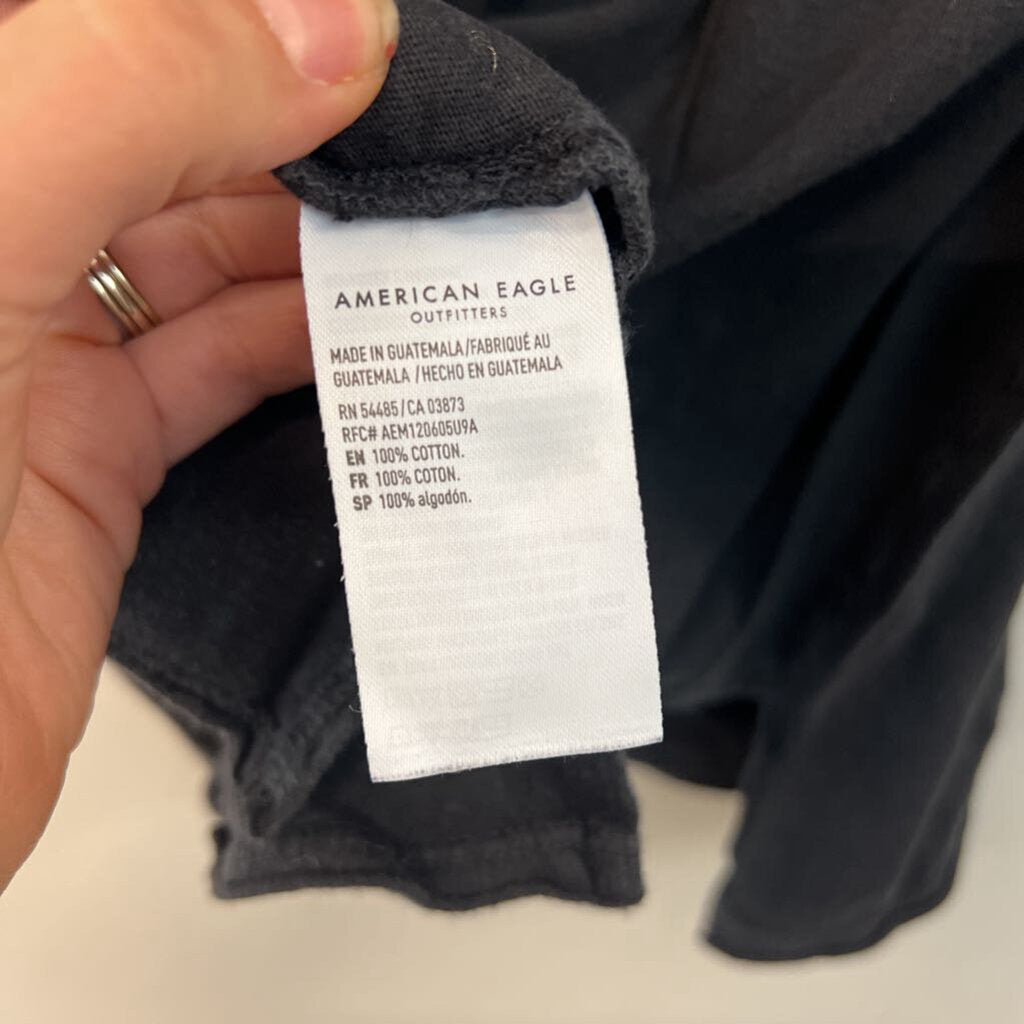 AMERICAN EAGLE
OUTFITTERS
MADE IN GUATEMALA/FABRIQUÉ AU
GUATEMALA /HECHO EN GUATEMALA
RN 54485/CA 03873
RFC# AEM120605U9A
EN 100% COTTON.
FR 100% COTON.
SP 100% algodón.